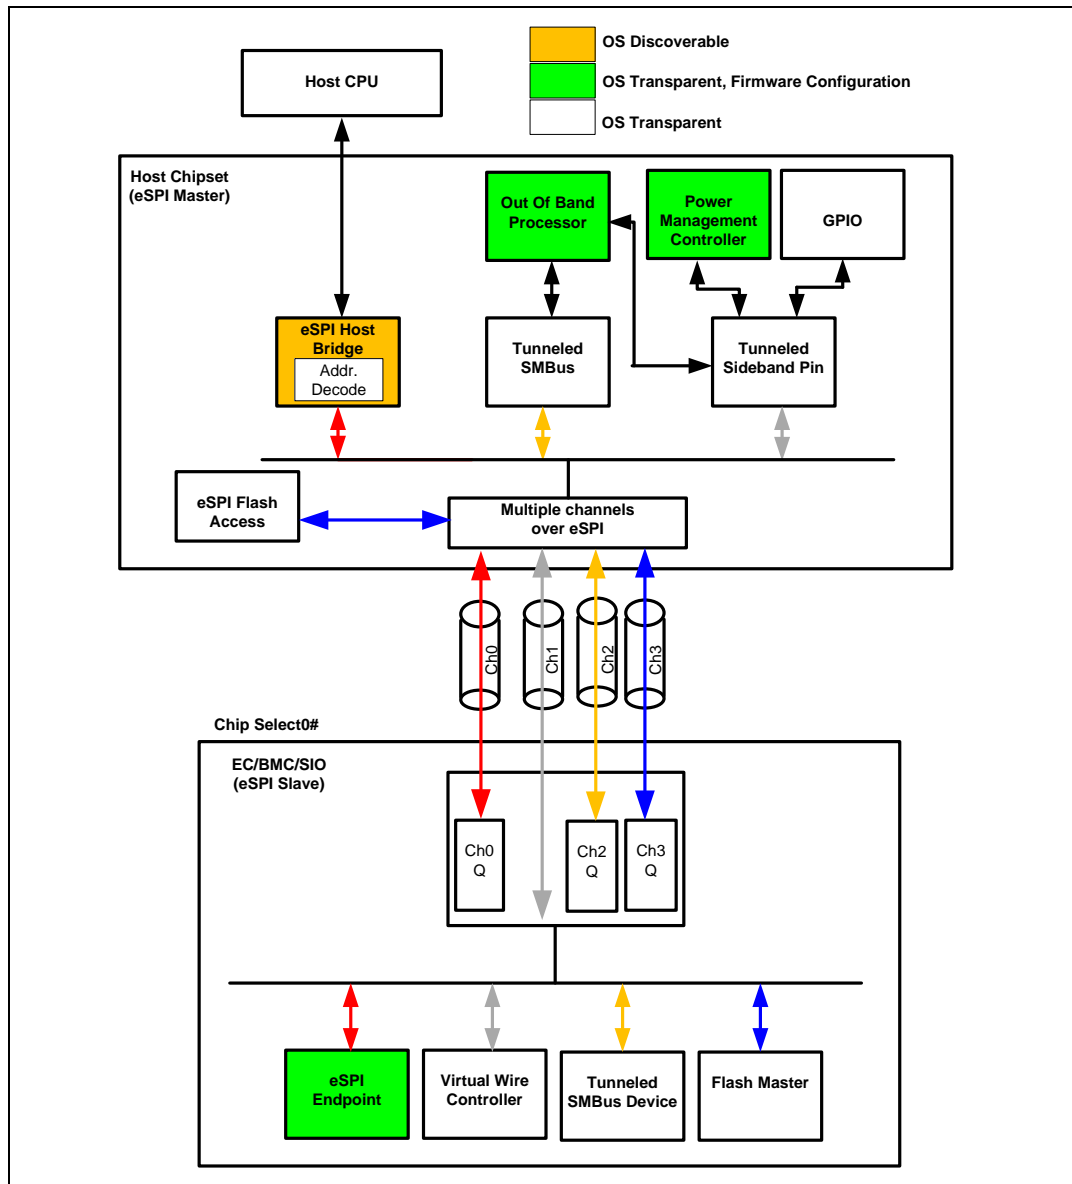 OS Discoverable
OS Transparent, Firmware Configuration
OS Transparent
Host CPU
Host Chipset
(eSPI Master)
Out Of Band
Processor
Power
Management
Controller
GPIO
eSPI Host
Bridge
Addr.
Decode
Tunneled
SMBus
Tunneled
Sideband Pin
eSPI Flash
Access
Multiple channels
over eSPI
Ch0
Ch1
Ch2
Ch3
Chip Select0#
EC/BMC/SIO
(eSPI Slave)
Ch0
Q
Ch2
Q
Ch3
Q
eSPI
Endpoint
Virtual Wire
Controller
Tunneled
SMBus Device
Flash Master